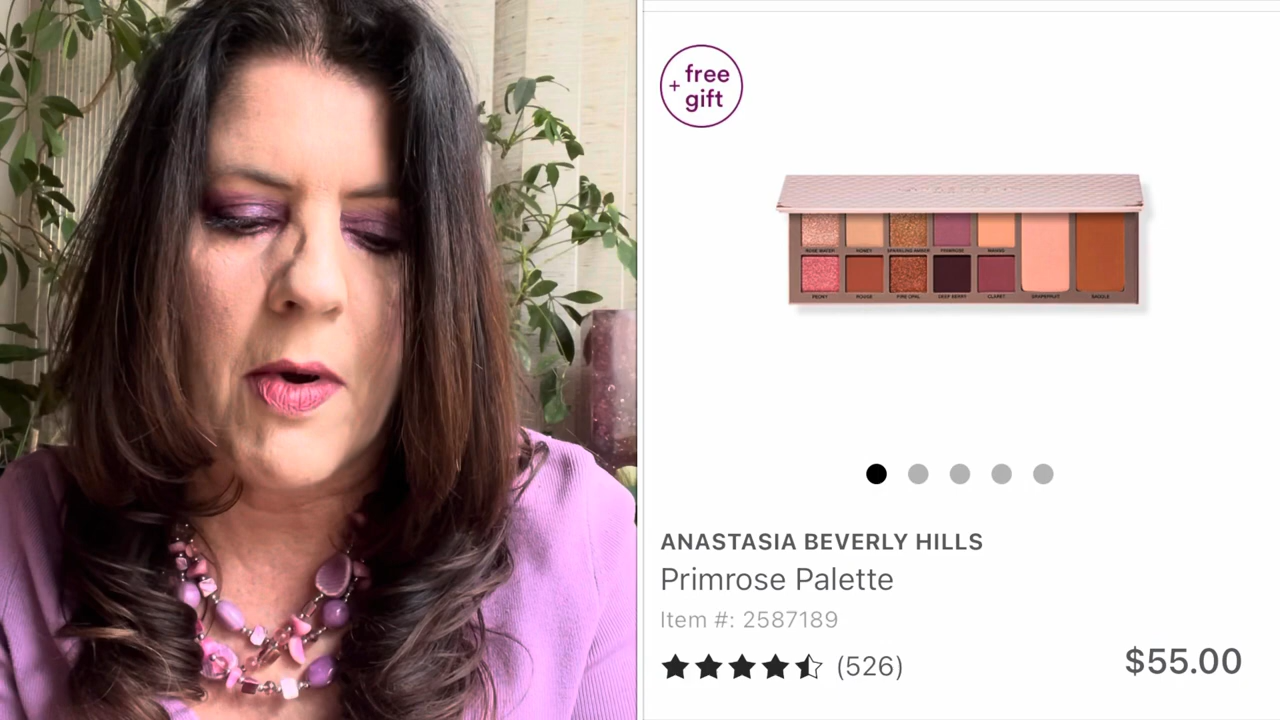 + free
gift
ROSE WATER HONEY SPARKLING AMBER PRIMROSE
PEONY ROUGE FIRE OPAL DEEP BERRY CLARET GRAPEFRUIT SADDLE
ANASTASIA BEVERLY HILLS
Primrose Palette
Item #: 2587189
(526)
$55.00